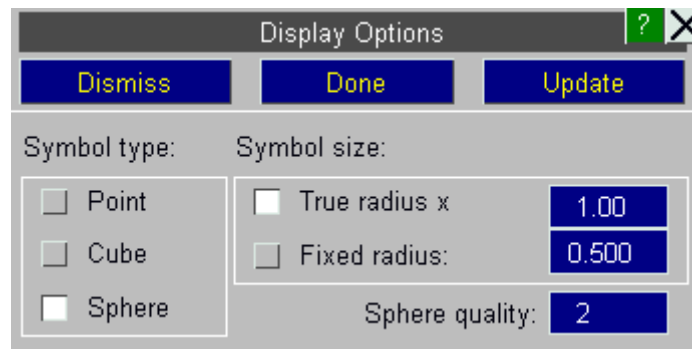 Display Options ?
Dismiss Done Update
Symbol type: Symbol size:
Point True radius x 1.00
Cube Fixed radius: 0.500
Sphere Sphere quality: 2